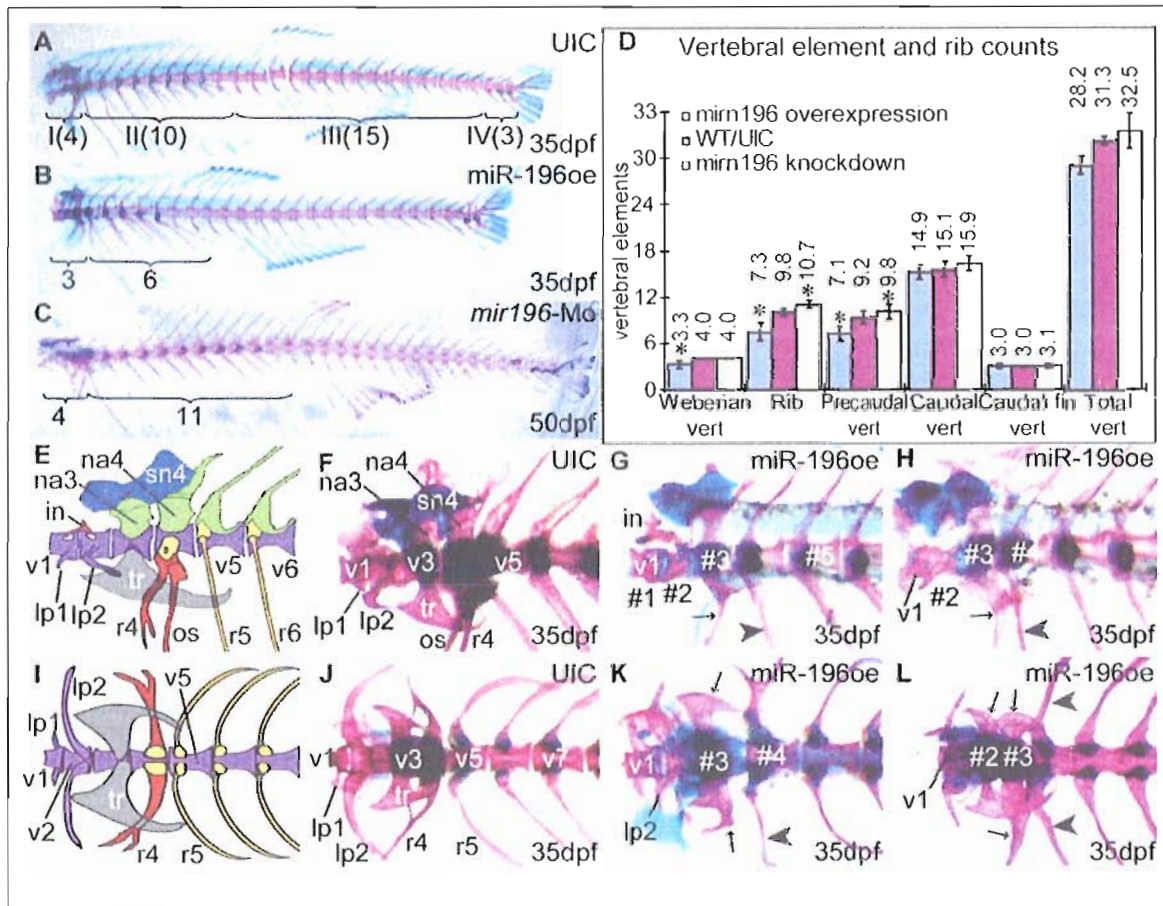 A
UIC
I(4)
II(10)
III(15)
IV(3)
35dpf
B
miR-196oe
3
6
35dpf
C
mir196-Mo
4
11
50dpf
D
Vertebral element and rib counts
mirn196 overexpression
WT/UIC
mirn196 knockdown
vertebral elements
33
30
24
18
12
6
0
*3.3
4.0
4.0
* 7.3
9.8
*10.7
* 7.1
9.2
*9.8
14.9
15.1
15.9
3.0
3.0
3.1
28.2
31.3
32.5
Weberian vert
Rib
Precaudal vert
Caudal vert
Caudal fin vert
Total vert
E
na4
na3
sn4
in
v1
lp1
lp2
tr
r4
os
v5
r5
v6
r6
F
UIC
na4
na3
sn4
v1
v3
v5
lp1
lp2
tr
os
r4
35dpf
G
miR-196oe
in
#3
#5
#1
#2
35dpf
H
miR-196oe
in
#3
#4
v1
#2
35dpf
I
lp2
v5
lp1
v1
v2
tr
r4
r5
J
UIC
v1
v3
v5
v7
lp1
tr
lp2
r4
r5
35dpf
K
miR-196oe
v1
#3
#4
lp2
35dpf
L
miR-196oe
#2
#3
v1
35dpf